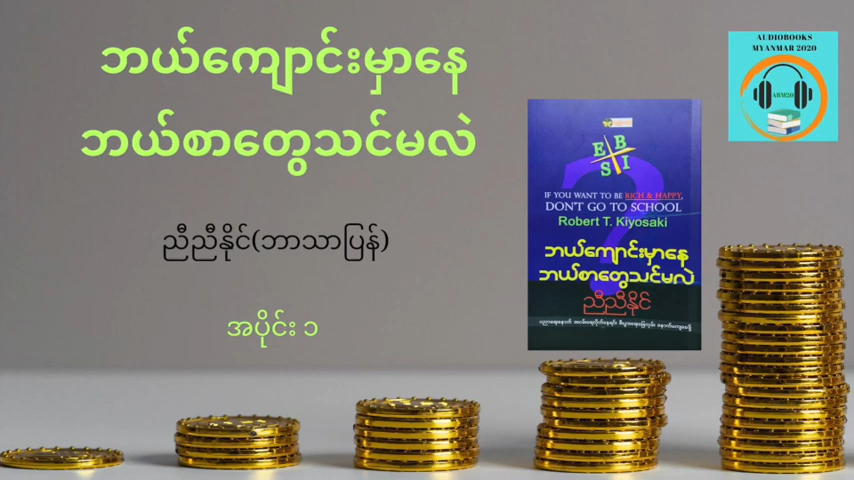 ဘယ်ကျောင်းမှာနေ
ဘယ်စာတွေသင်မလဲ
ညီညီနိုင်(ဘာသာပြန်)
အပိုင်း ၁
AUDIOBOOKS
MYANMAR 2020
ABM20
E B
S I
IF YOU WANT TO BE RICH & HAPPY,
DON'T GO TO SCHOOL
Robert T. Kiyosaki
ဘယ်ကျောင်းမှာနေ
ဘယ်စာတွေသင်မလဲ
ညီညီနိုင်